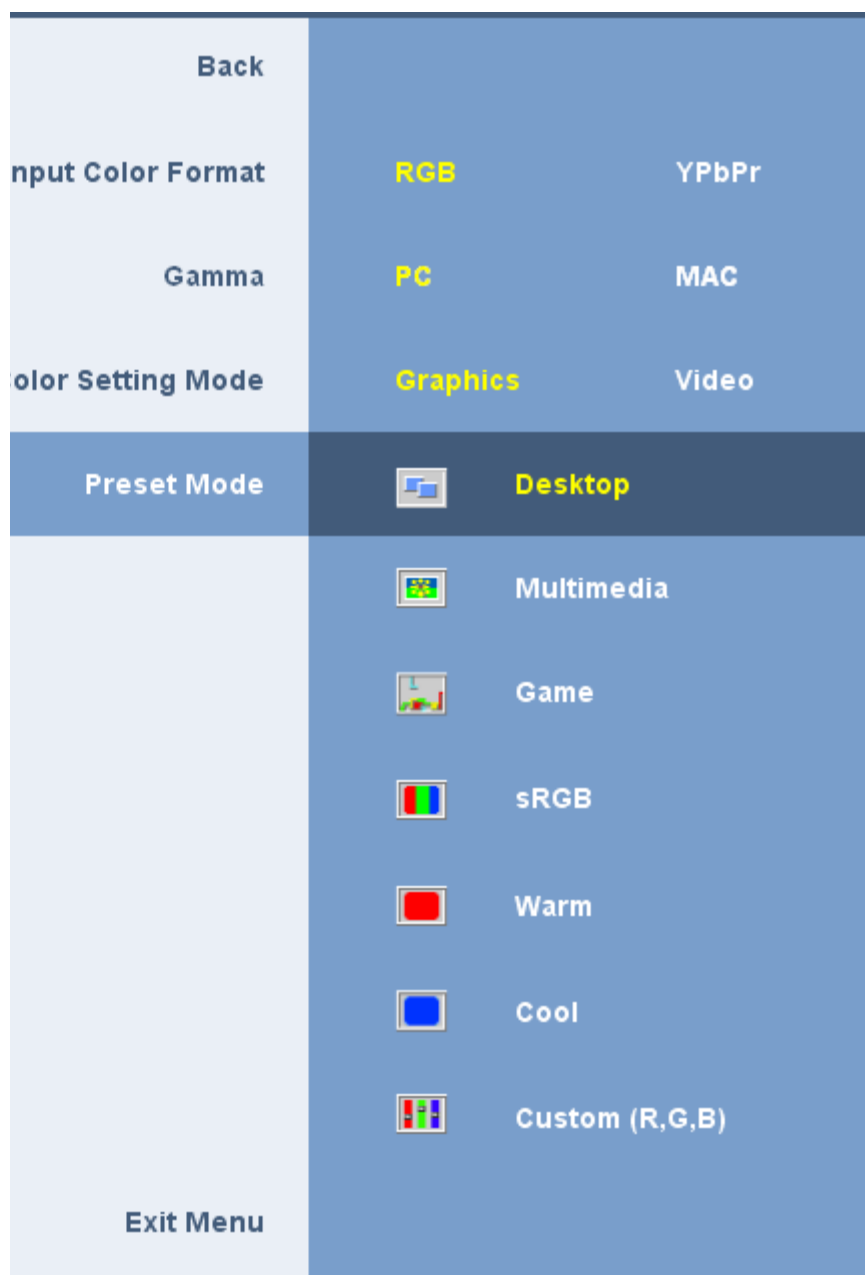 Back
nput Color Format RGB YPbPr
Gamma PC MAC
olor Setting Mode Graphics Video
Preset Mode Desktop
Multimedia
Game
sRGB
Warm
Cool
Custom (R,G,B)
Exit Menu